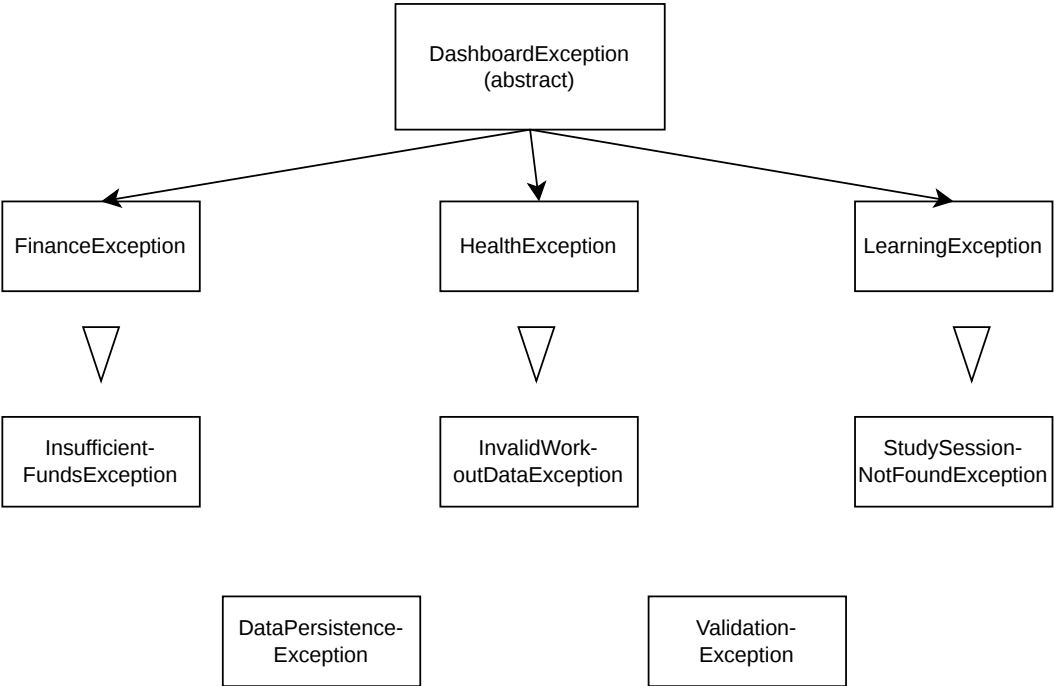 DashboardException
(abstract)
FinanceException
HealthException
LearningException
Insufficient-
FundsException
InvalidWork-
outDataException
StudySession-
NotFoundException
DataPersistence-
Exception
Validation-
Exception